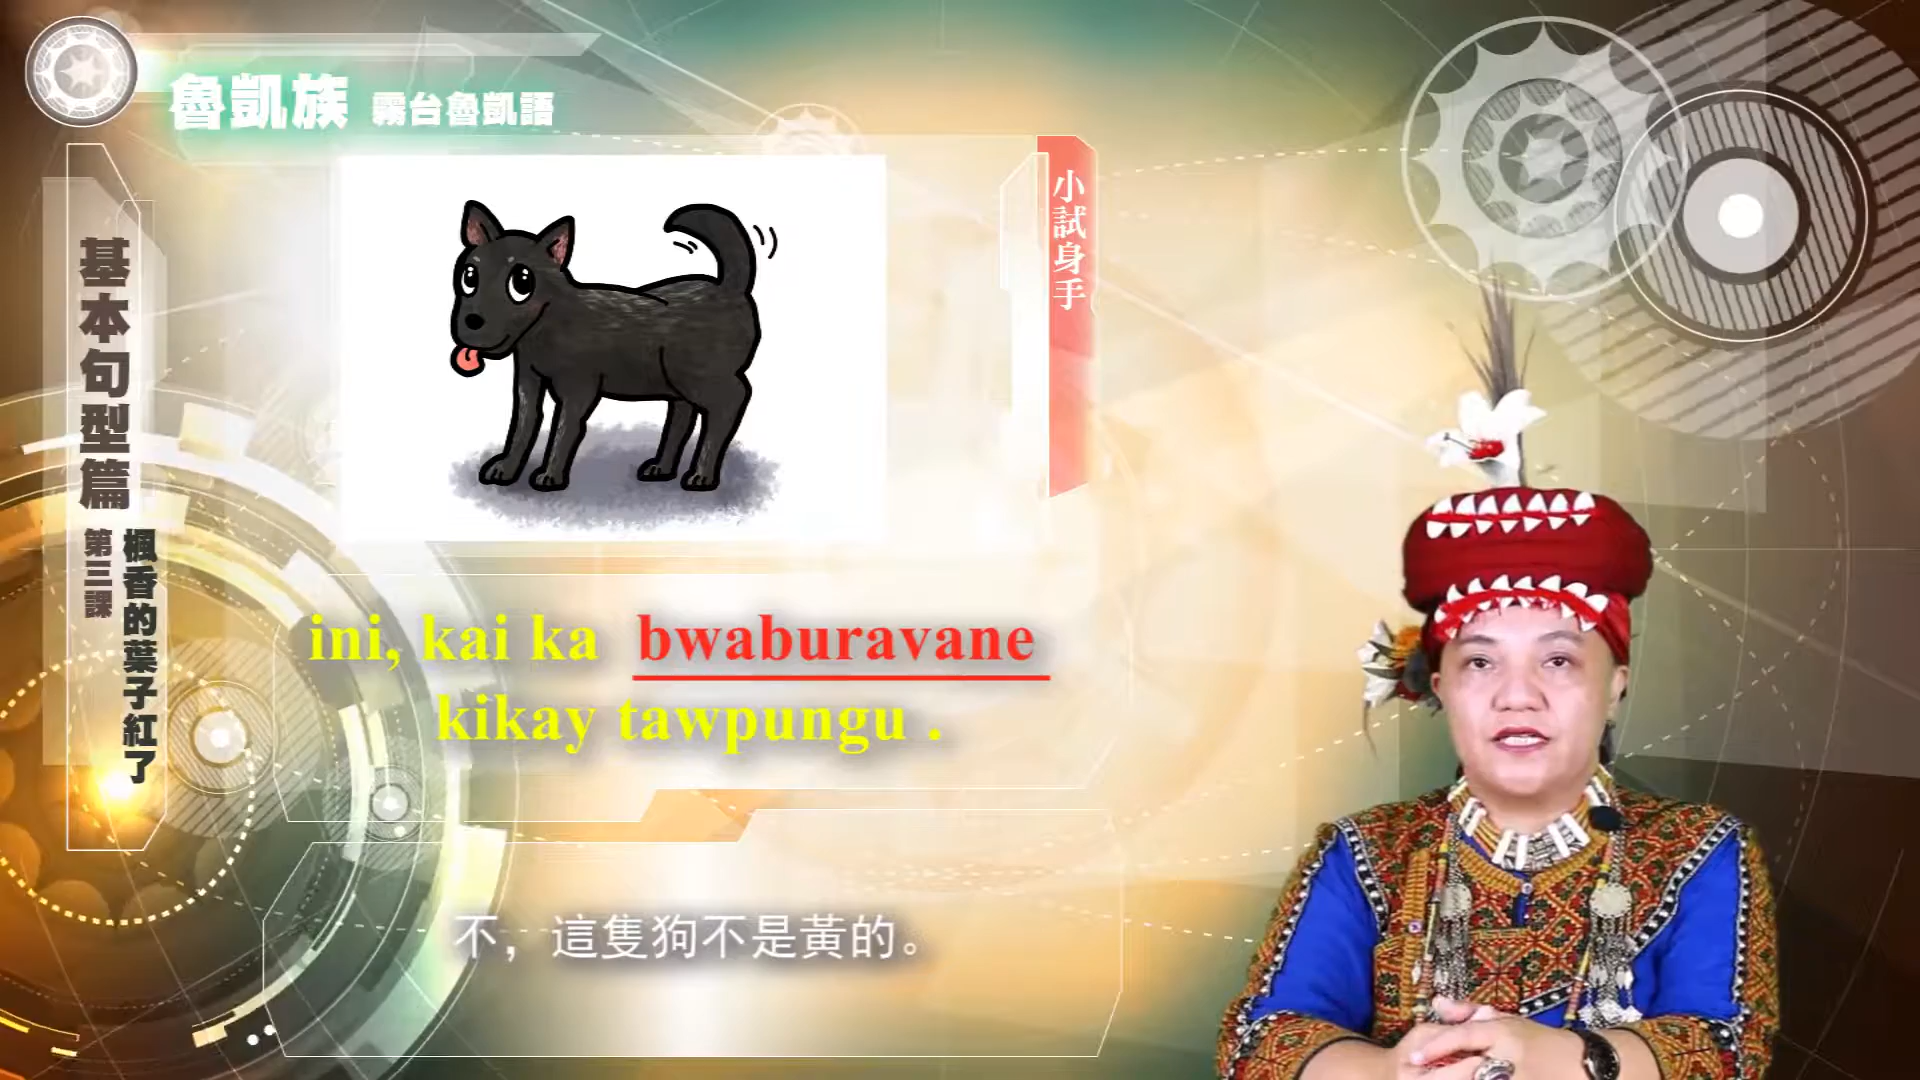 魯凱族 霧台魯凱語
基本句型篇
第三課
楓香的葉子紅了
小試身手
ini, kai ka bwaburavane
kikay tawpungu .
不，這隻狗不是黃的。